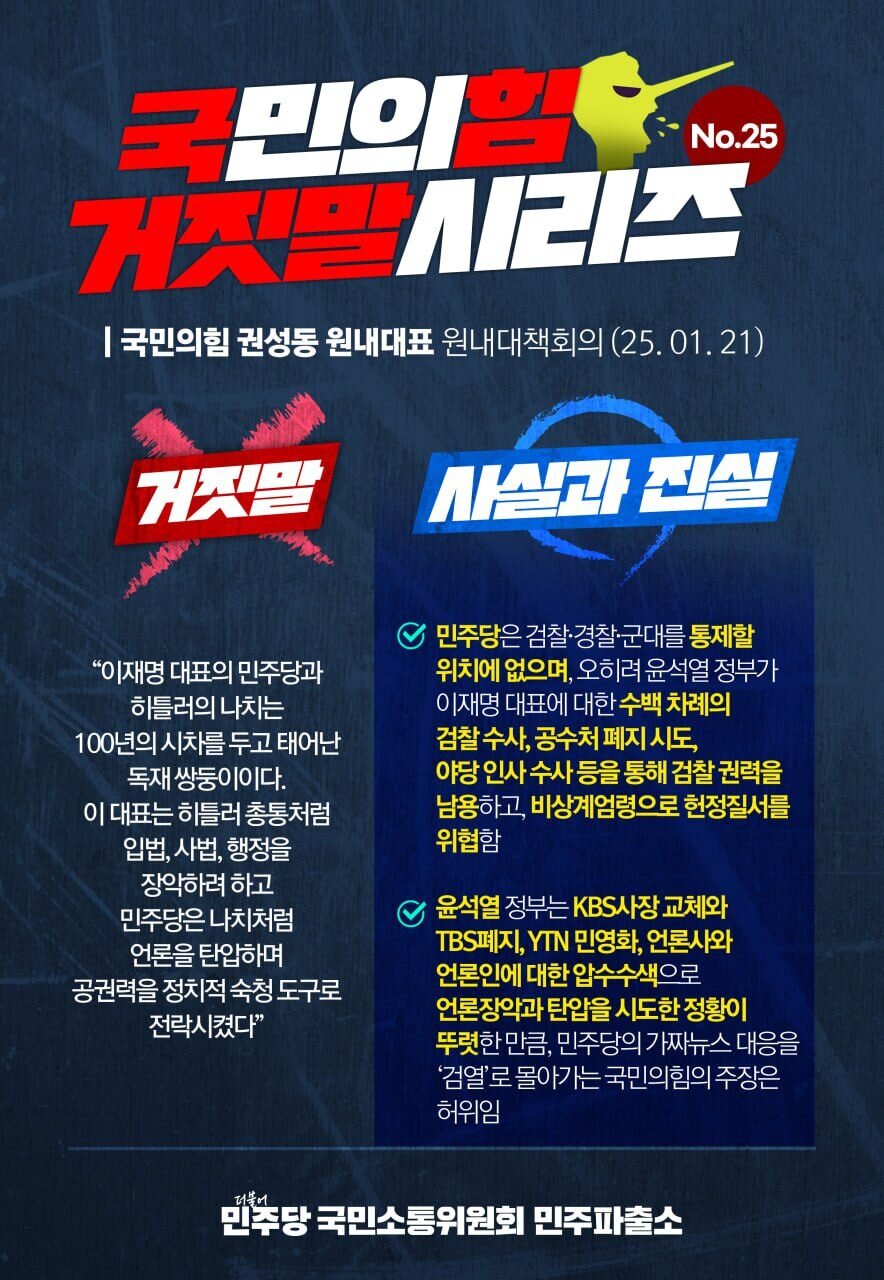 국민의힘
No.25
거짓말시리즈
| 국민의힘 권성동 원내대표 원내대책회의 (25. 01. 21)
거짓말
“이재명 대표의 민주당과
히틀러의 나치는
100년의 시차를 두고 태어난
독재 쌍둥이이다.
이 대표는 히틀러 총통처럼
입법, 사법, 행정을
장악하려 하고
민주당은 나치처럼
언론을 탄압하며
공권력을 정치적 숙청 도구로
전락시켰다”
사실과 진실
민주당은 검찰·경찰·군대를 통제할
위치에 없으며, 오히려 윤석열 정부가
이재명 대표에 대한 수백 차례의
검찰 수사, 공수처 폐지 시도,
야당 인사 수사 등을 통해 검찰 권력을
남용하고, 비상계엄령으로 헌정질서를
위협함
윤석열 정부는 KBS사장 교체와
TBS폐지, YTN 민영화, 언론사와
언론인에 대한 압수수색으로
언론장악과 탄압을 시도한 정황이
뚜렷한 만큼, 민주당의 가짜뉴스 대응을
‘검열’로 몰아가는 국민의힘의 주장은
허위임
더불어
민주당 국민소통위원회 민주파출소